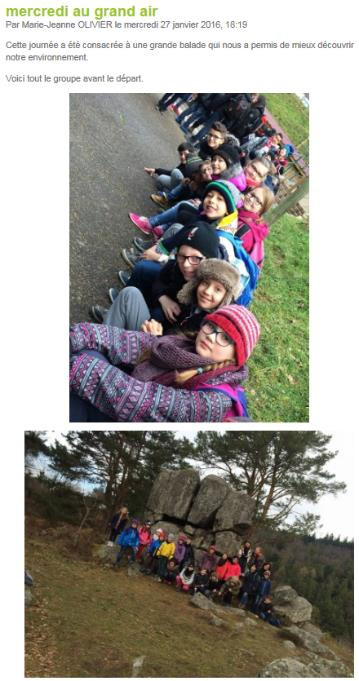 mercredi au grand air
Par Marie-Jeanne OLIVIER le mercredi 27 janvier 2016, 18:19
Cette journée a été consacrée à une grande balade qui nous a permis de mieux découvrir
notre environnement.
Voici tout le groupe avant le départ.